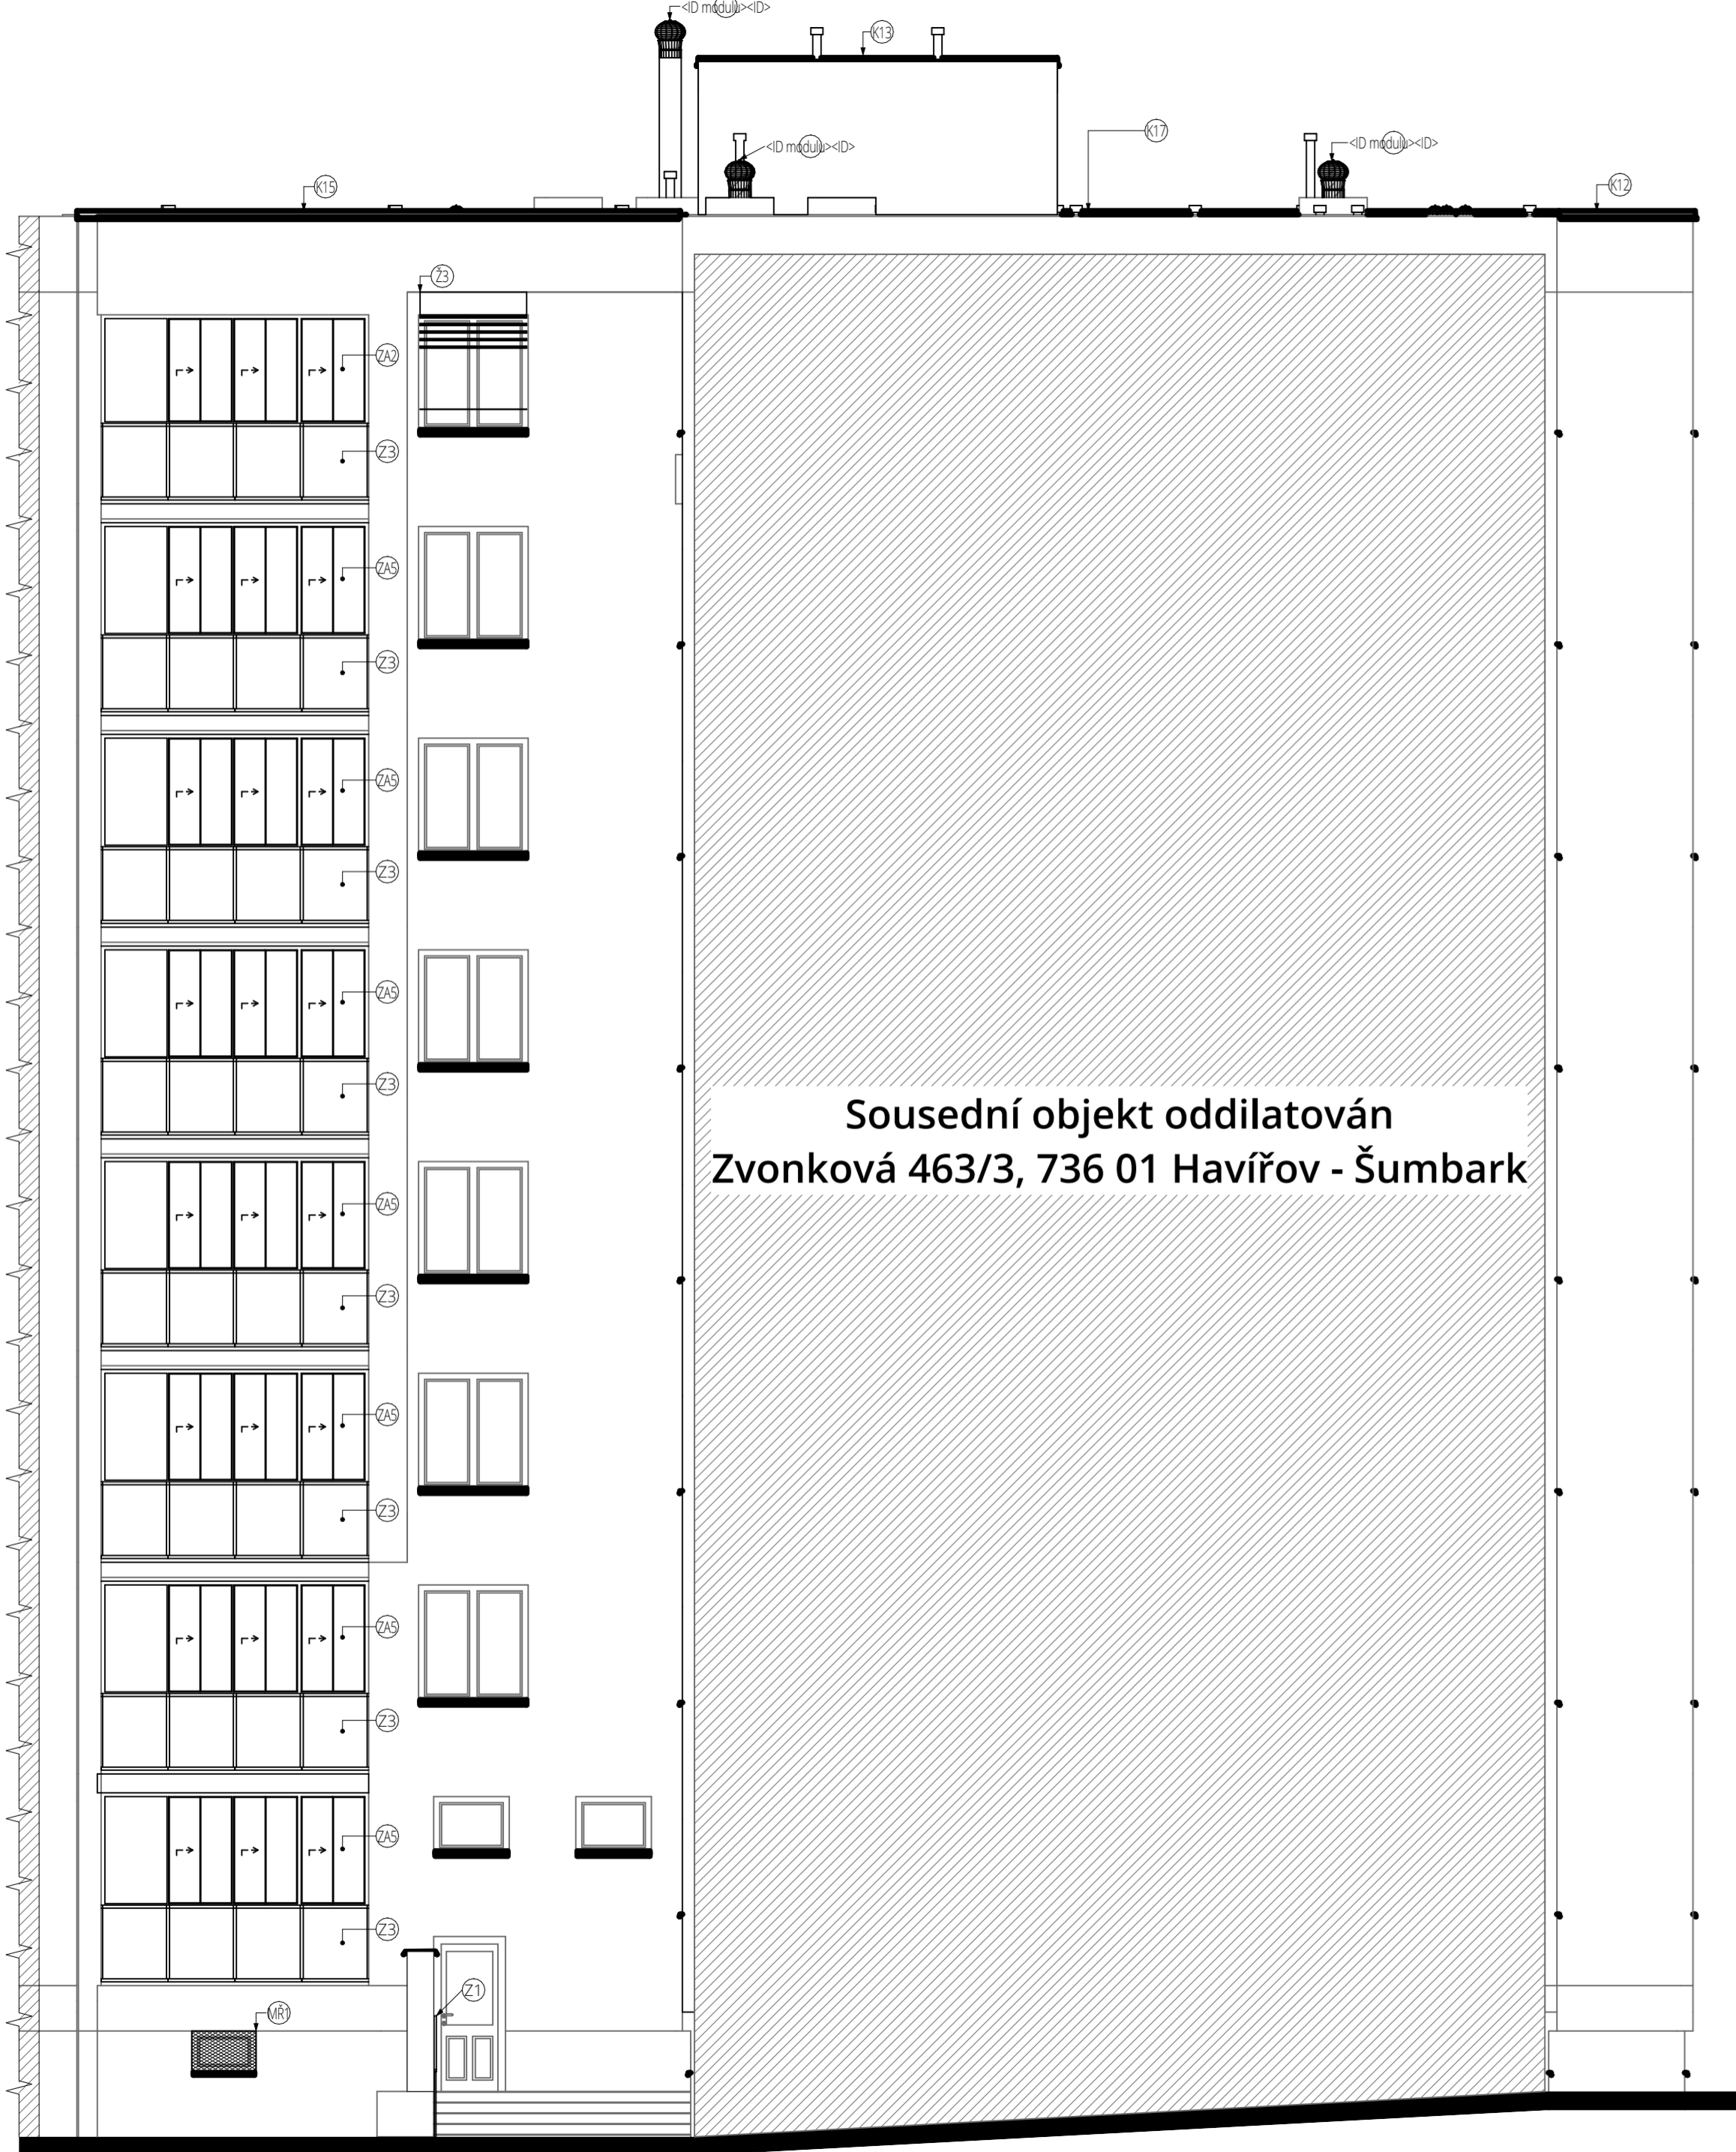 <ID modulu><ID>
K13
K17
<ID modulu><ID>
<ID modulu><ID>
K15
K12
Ž3
ZA2
Z3
ZA5
Z3
ZA5
Z3
ZA5
Z3
Sousední objekt oddilatován
Zvonková 463/3, 736 01 Havířov - Šumbark
ZA5
Z3
ZA5
Z3
ZA5
Z3
ZA5
Z3
Z1
MŘ1